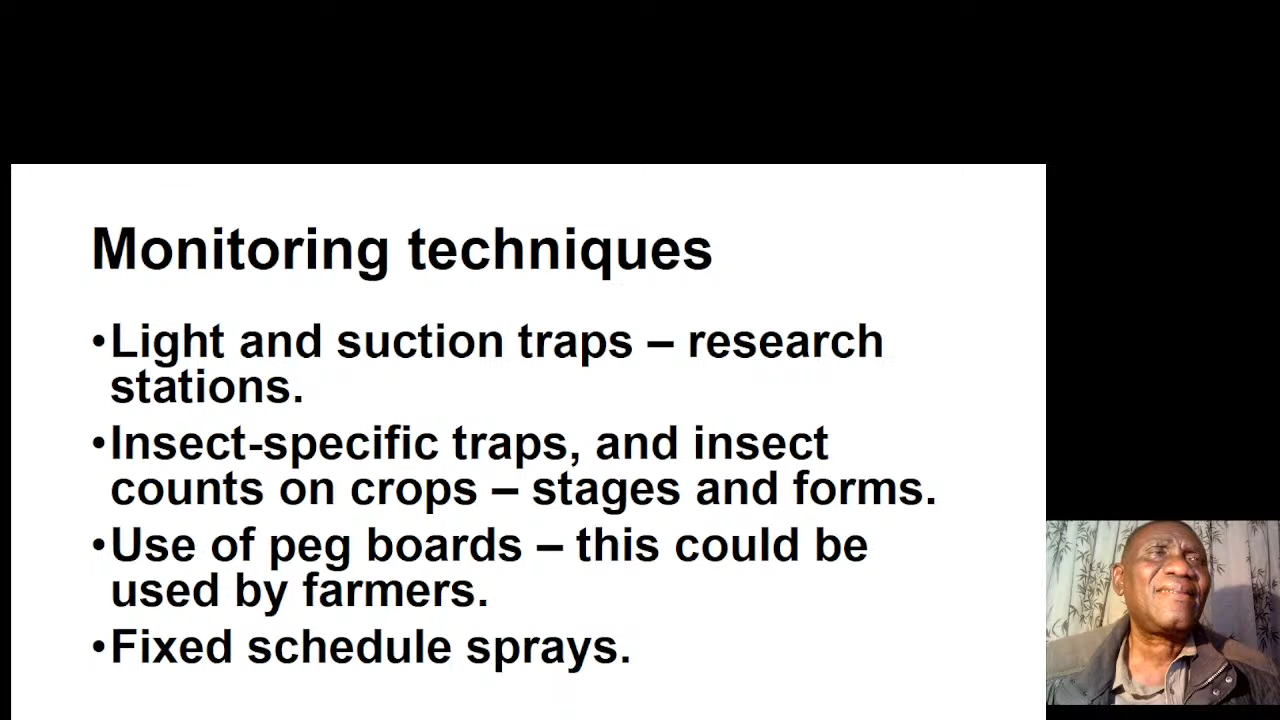 Monitoring techniques
•Light and suction traps – research
stations.
•Insect-specific traps, and insect
counts on crops – stages and forms.
•Use of peg boards – this could be
used by farmers.
•Fixed schedule sprays.